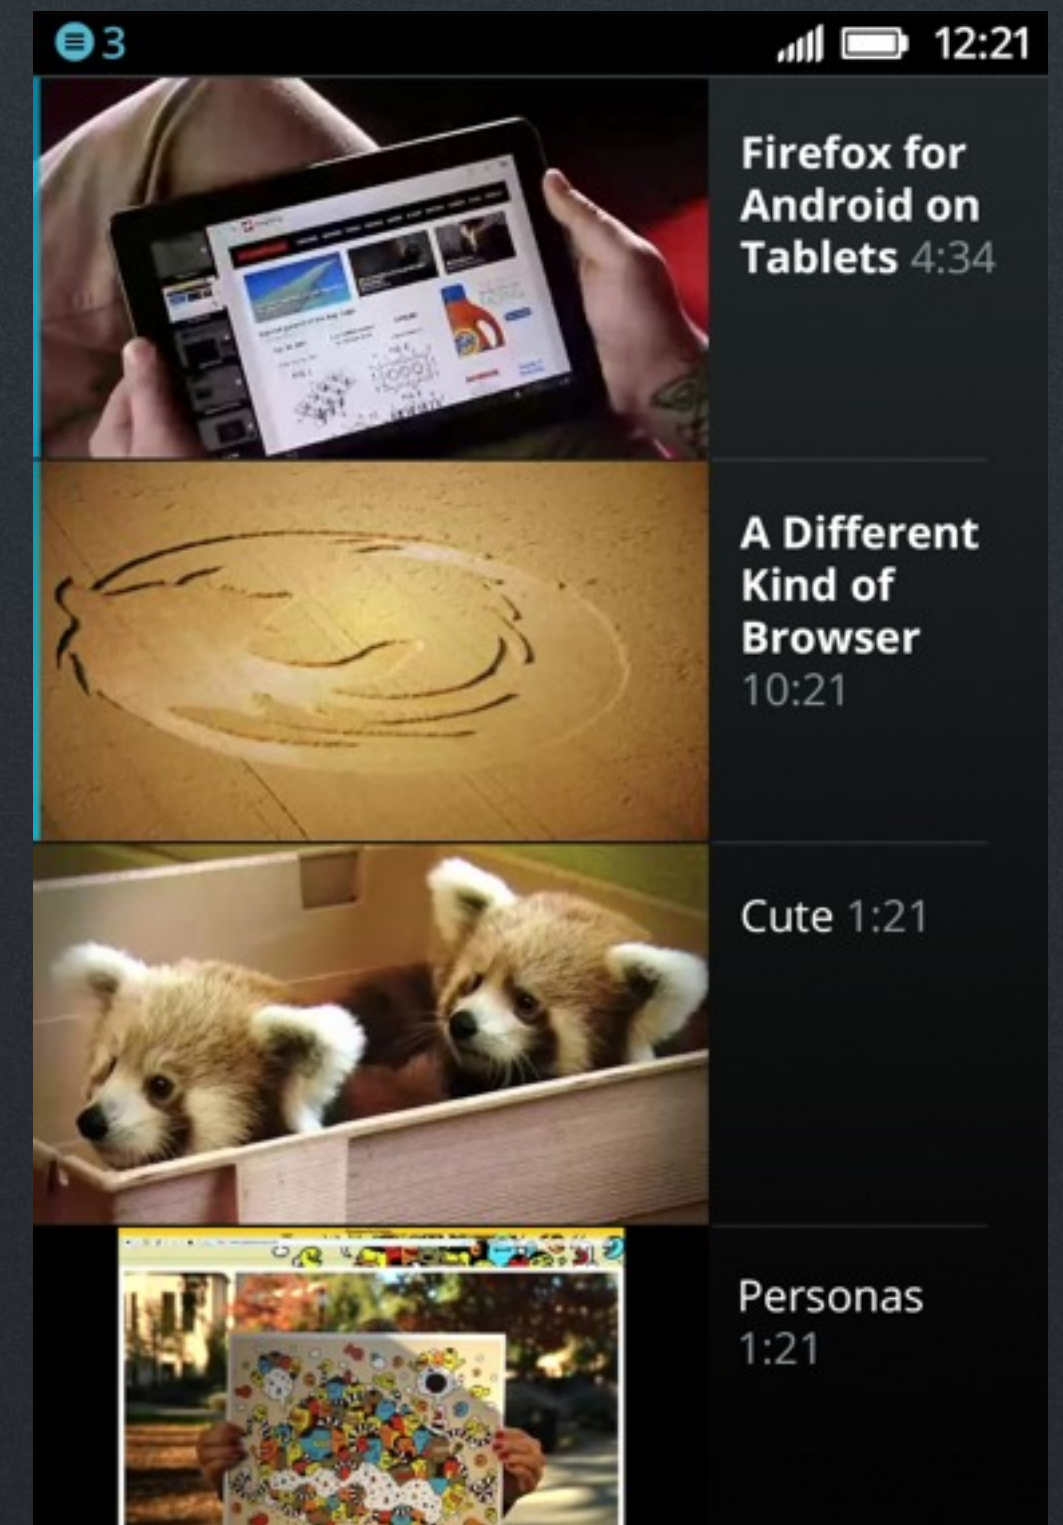 3
12:21
Firefox for
Android on
Tablets 4:34
A Different
Kind of
Browser
10:21
Cute 1:21
Personas
1:21